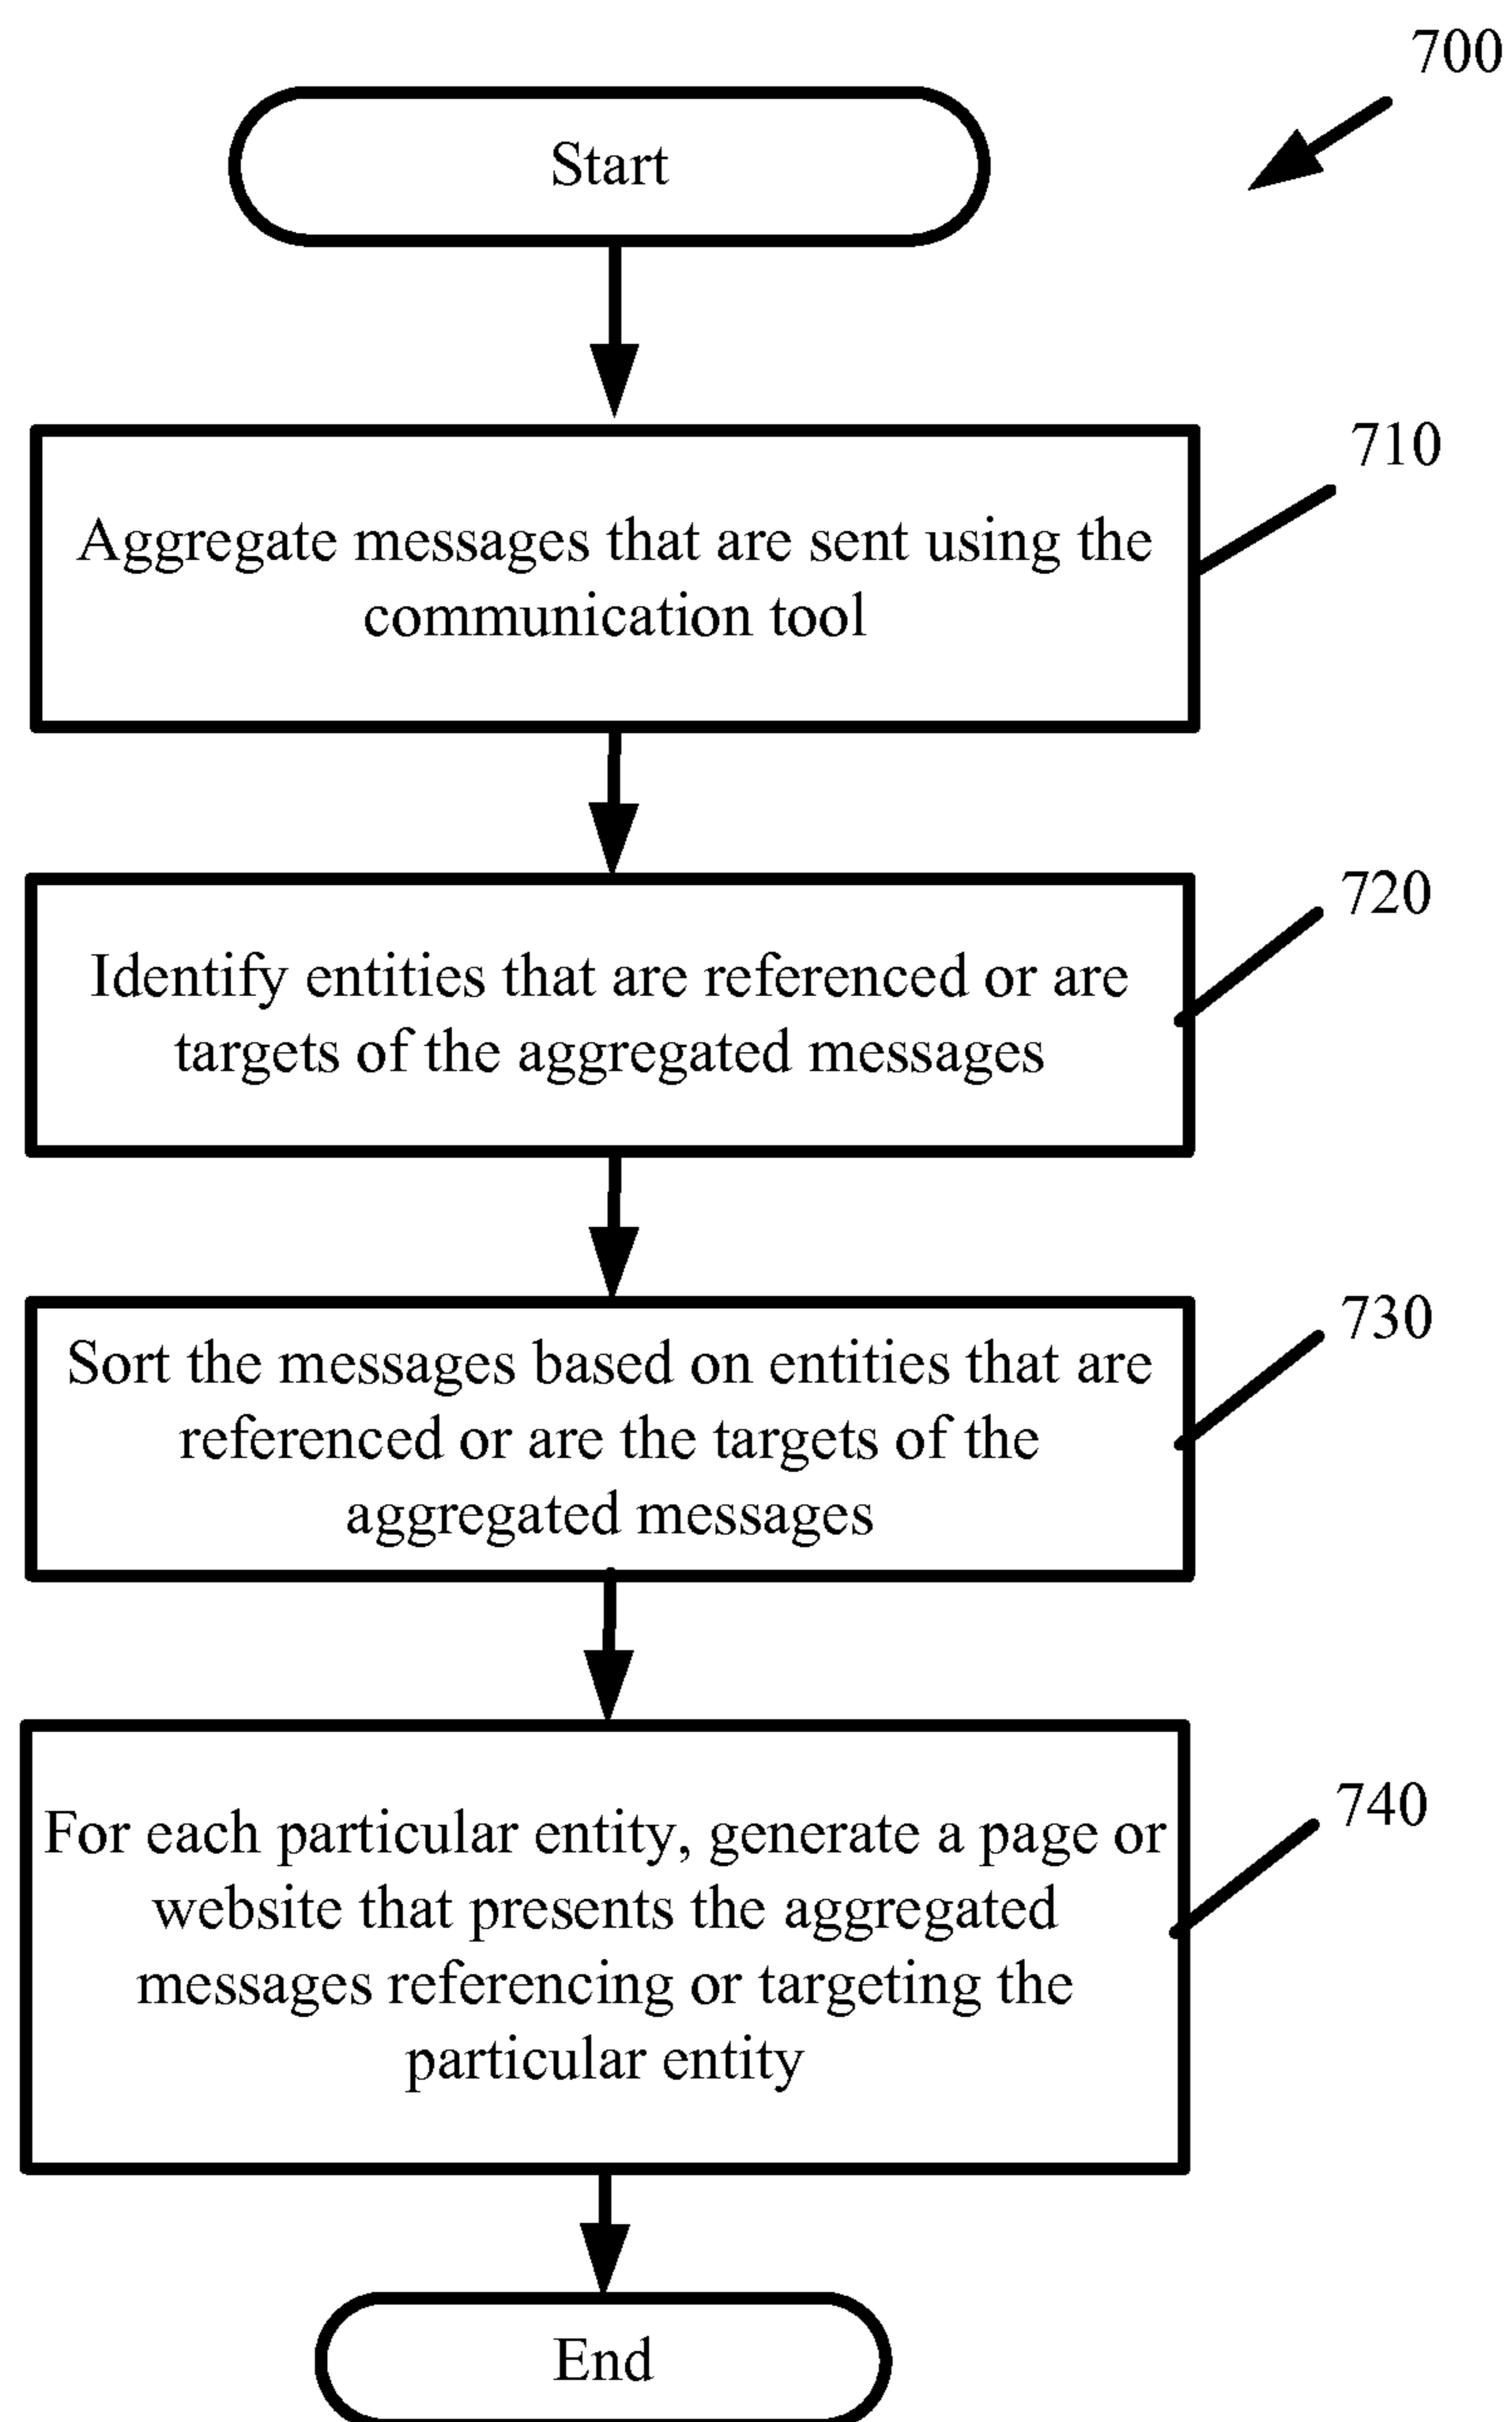 700
Start
710
Aggregate messages that are sent using the
communication tool
720
Identify entities that are referenced or are
targets of the aggregated messages
730
Sort the messages based on entities that are
referenced or are the targets of the
aggregated messages
740
For each particular entity, generate a page or
website that presents the aggregated
messages referencing or targeting the
particular entity
End